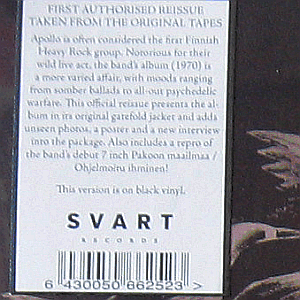 FIRST AUTHORISED REISSUE
TAKEN FROM THE ORIGINAL TAPES
Apollo is often considered the first Finnish
Heavy Rock group. Notorious for their
wild live act, the band's album (1970) is
a more varied affair, with moods ranging
from somber ballads to all-out psychedelic
warfare. This official reissue presents the al-
bum in its original gatefold jacket and adds
unseen photos, a poster and a new interview
into the package. Also includes a repro of
the band's debut 7 inch Pakoon maailmaa /
Ohjelmoitu ihminen!
This version is on black vinyl.
SVART
RECORDS
6 430050 662523 >